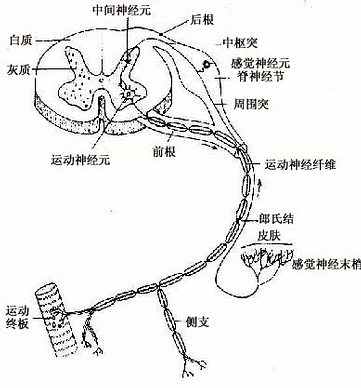 中间神经元
后根
白质
中枢突
灰质
感觉神经元
脊神经节
周围突
运动神经元
前根
运动神经纤维
郎氏结
皮肤
感觉神经末梢
运动
终板
侧支